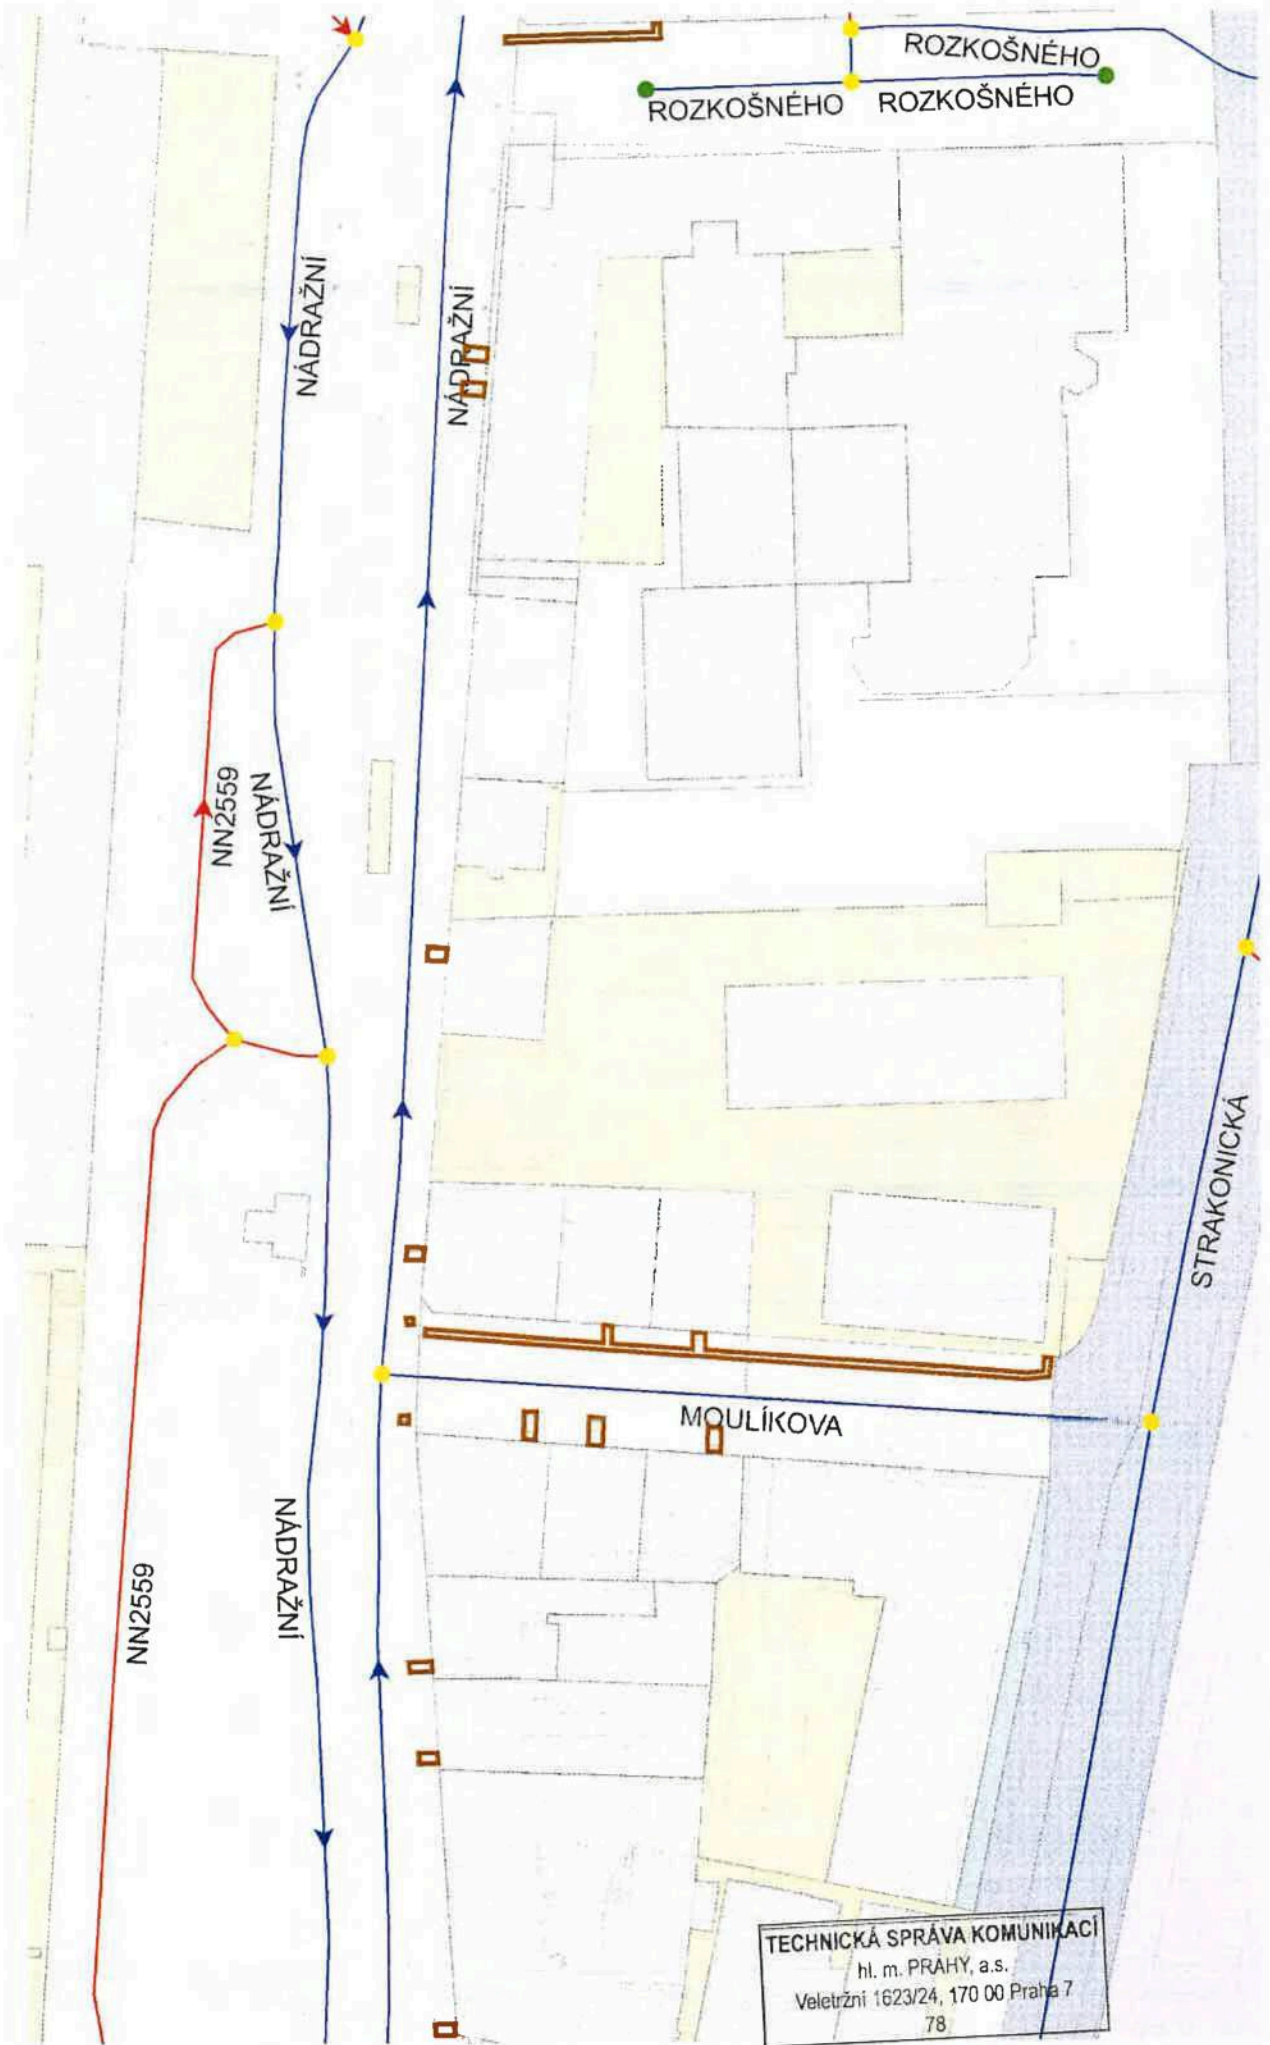 ROZKOŠNÉHO
ROZKOŠNÉHO
ROZKOŠNÉHO
NÁDRAŽNÍ
NÁDRAŽNÍ
NN2559
NÁDRAŽNÍ
STRAKONICKÁ
MOULÍKOVA
NÁDRAŽNÍ
NN2559
TECHNICKÁ SPRÁVA KOMUNIKACÍ
hl. m. PRAHY, a.s.
Veletržní 1623/24, 170 00 Praha 7
78